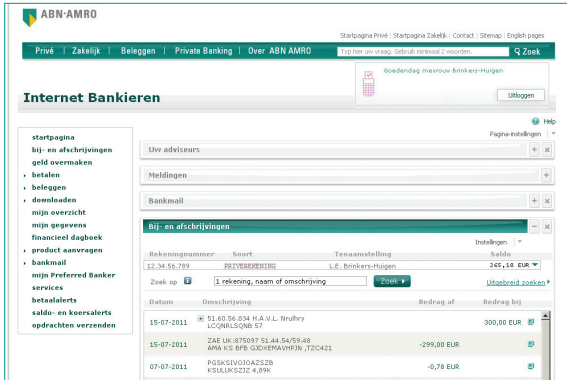 ABN·AMRO
Startpagina Privé | Startpagina Zakelijk | Contact | Sitemap | English pages
Privé | Zakelijk | Beleggen | Private Banking | Over ABN AMRO
Typ hier uw vraag. Gebruik minimaal 2 woorden.
Zoek
Goedendag mevrouw Brinkers-Huigen
Uitloggen
Internet Bankieren
Help
Pagina-instellingen
startpagina
bij- en afschrijvingen
geld overmaken
betalen
beleggen
downloaden
mijn overzicht
mijn gegevens
financieel dagboek
product aanvragen
bankmail
mijn Preferred Banker
services
betaalalerts
saldo- en koersalerts
opdrachten verzenden
Uw adviseurs
Meldingen
Bankmail
Bij- en afschrijvingen
Instellingen
Rekeningnummer Soort Tenaamstelling Saldo
12.34.56.789 PRIVEREKENING L.E. Brinkers-Huigen 265,18 EUR
Zoek op 1 rekening, naam of omschrijving Zoek Uitgebreid zoeken
Datum Omschrijving Bedrag af Bedrag bij
15-07-2011 51.60.56.834 H.A.V.L. Nrulhry 300,00 EUR
LCQNRLSQNB 57
15-07-2011 ZAE UK:875097 51.44.54/59.48 -299,00 EUR
AMA KS BFB GJDXEMAVHPJN ,TZC421
07-07-2011 PGSKSIVOJOAZSZB -0,78 EUR
KSULUKSZJZ 4,89K